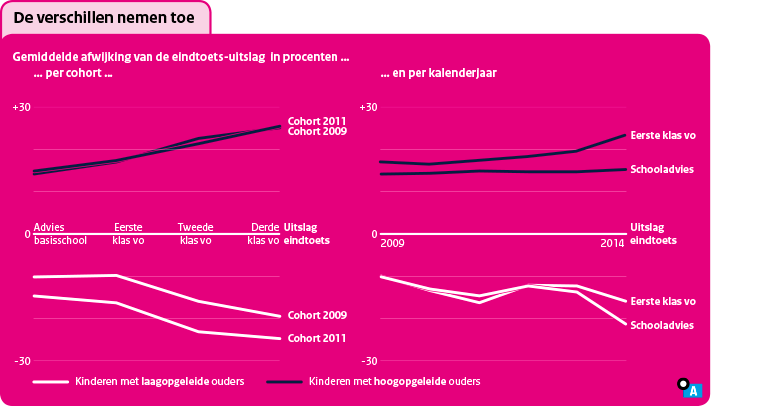 De verschillen nemen toe
Gemiddelde afwijking van de eindtoets-uitslag in procenten ...
... per cohort ...
... en per kalenderjaar
+30
Cohort 2011
Cohort 2009
0
Advies basisschool
Eerste klas vo
Tweede klas vo
Derde klas vo
Uitslag eindtoets
Cohort 2009
Cohort 2011
-30
+30
Eerste klas vo
Schooladvies
0
2009
2014
Uitslag eindtoets
Eerste klas vo
Schooladvies
-30
Kinderen met laagopgeleide ouders
Kinderen met hoogopgeleide ouders
A